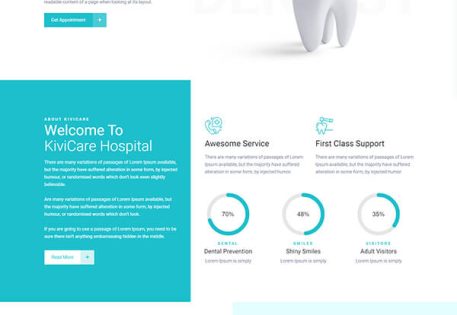 readable content of a page when looking at its layout.
Get Appointment +
ABOUT KIVICARE
Welcome To
KiviCare Hospital
There are many variations of passages of Lorem Ipsum available,
but the majority have suffered alteration in some form, by injected
humour, or randomised words which don't look even slightly
believable.
Are many variations of passages of Lorem Ipsum available, but the
majority have suffered alteration in some form, by injected
humour, or randomised words which don't look.
If you are going to use a passage of Lorem Ipsum, you need to be
sure there isn't anything embarrassing hidden in the middle.
Read More +
Awesome Service
There are many variations of passages of Lorem
Ipsum available, but the majority have suffered
alteration in some form, by injected humor
First Class Support
There are many variations of passages of Lorem
Ipsum available, but the majority have suffered
alteration in some form, by injected humor
70%
DENTAL
Dental Prevention
Lorem Ipsum is simply
48%
SMILES
Shiny Smiles
Lorem Ipsum is simply
35%
VISITORS
Adult Visitors
Lorem Ipsum is simply